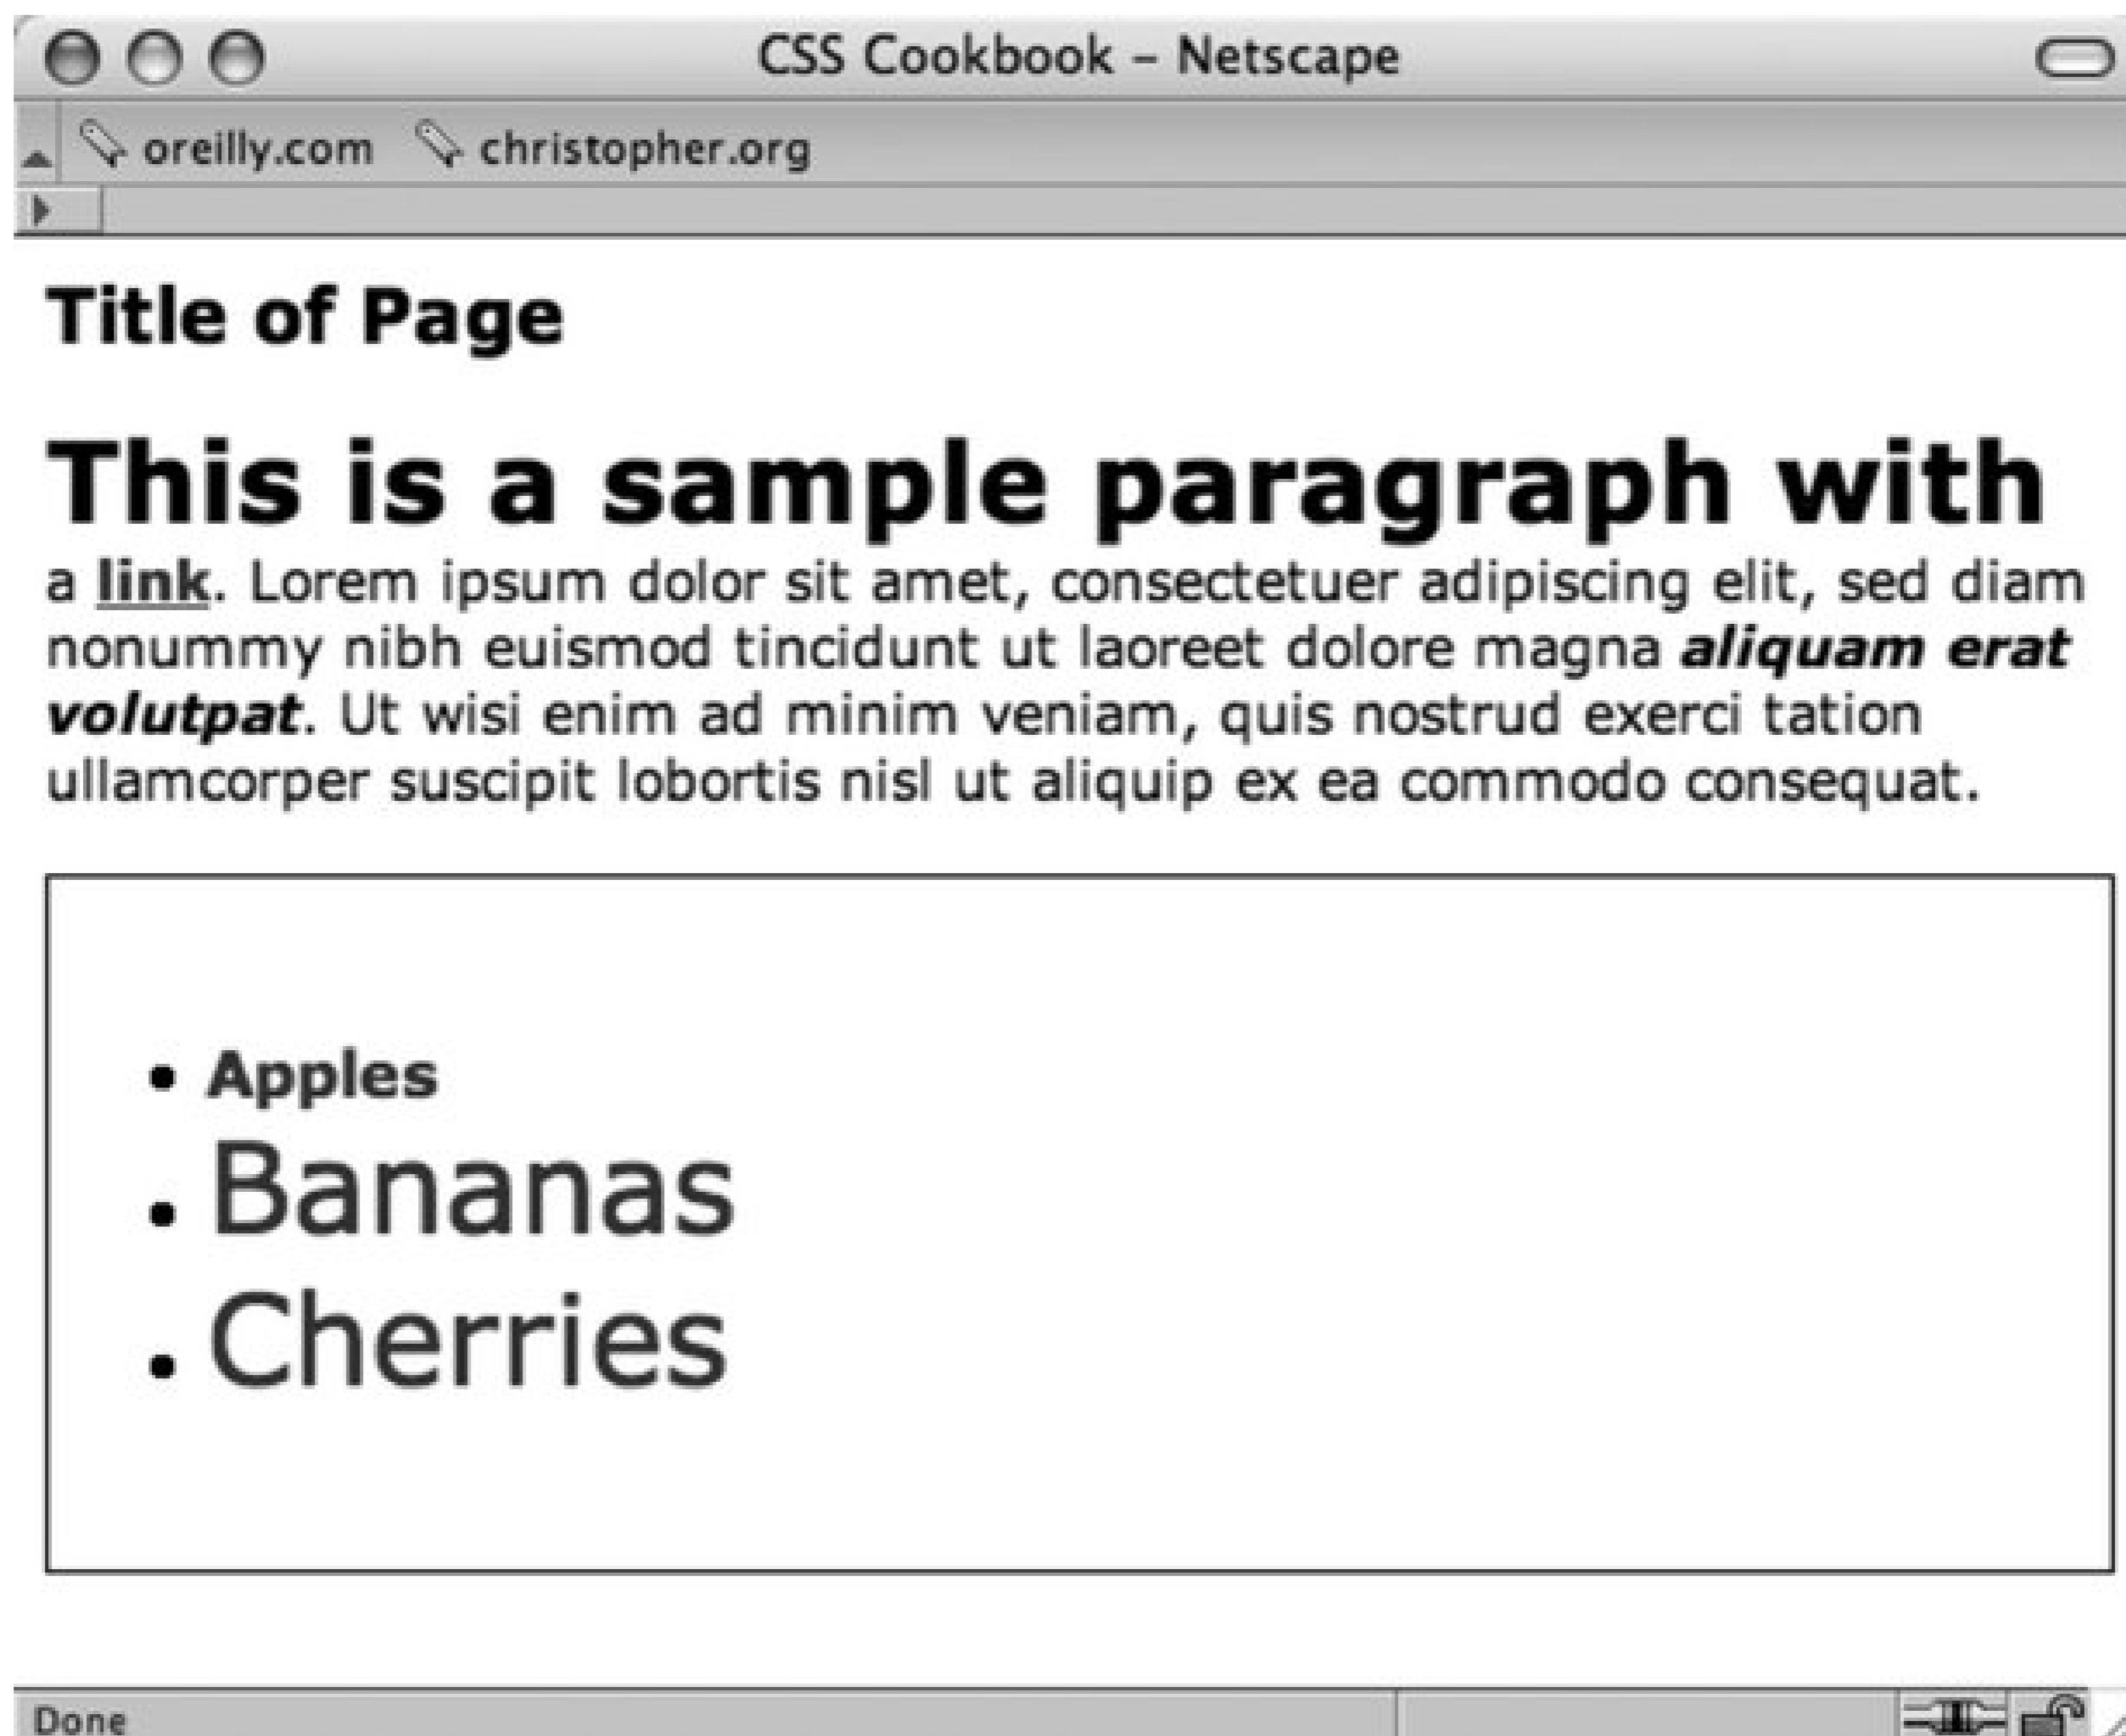 CSS Cookbook – Netscape
oreilly.com christopher.org
Title of Page
This is a sample paragraph with
a link. Lorem ipsum dolor sit amet, consectetuer adipiscing elit, sed diam
nonummy nibh euismod tincidunt ut laoreet dolore magna aliquam erat
volutpat. Ut wisi enim ad minim veniam, quis nostrud exerci tation
ullamcorper suscipit lobortis nisl ut aliquip ex ea commodo consequat.
• Apples
• Bananas
• Cherries
Done